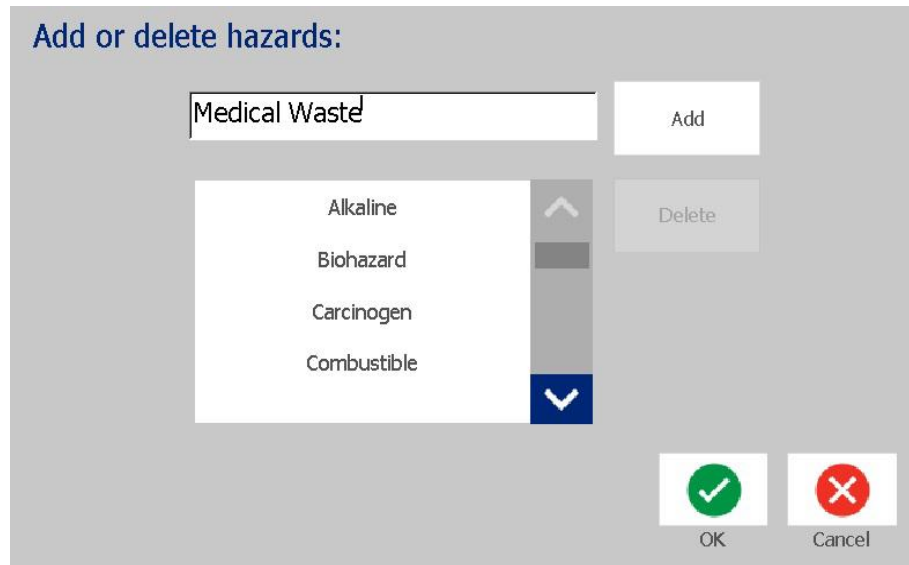 Add or delete hazards:
Medical Waste
Add
Alkaline
Delete
Biohazard
Carcinogen
Combustible
OK
Cancel